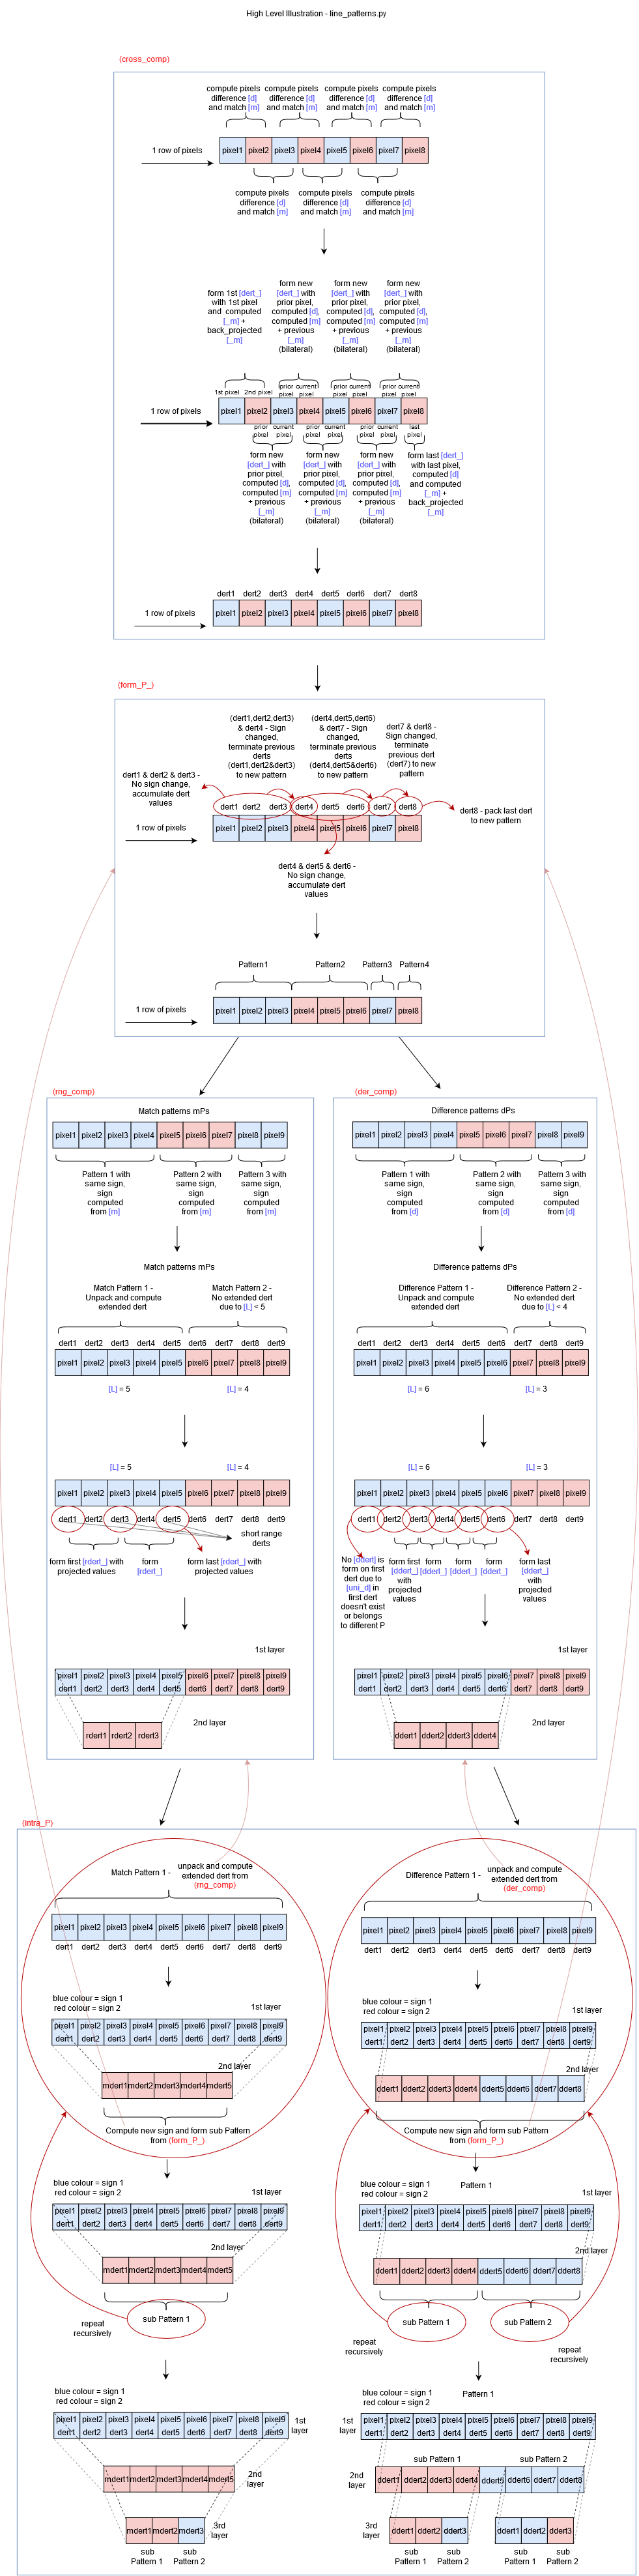 High Level Illustration - line_patterns.py
(cross_comp)
compute pixels difference [d] and match [m]
compute pixels difference [d] and match [m]
compute pixels difference [d] and match [m]
compute pixels difference [d] and match [m]
1 row of pixels
pixel1 pixel2 pixel3 pixel4 pixel5 pixel6 pixel7 pixel8
compute pixels difference [d] and match [m]
compute pixels difference [d] and match [m]
compute pixels difference [d] and match [m]
form 1st [dert_] with 1st pixel and computed [_m] + back_projected [_m]
form new [dert_] with prior pixel, computed [d], computed [m] + previous [_m] (bilateral)
form new [dert_] with prior pixel, computed [d], computed [m] + previous [_m] (bilateral)
form new [dert_] with prior pixel, computed [d], computed [m] + previous [_m] (bilateral)
1st pixel 2nd pixel prior pixel current pixel prior pixel current pixel prior pixel current pixel
1 row of pixels
pixel1 pixel2 pixel3 pixel4 pixel5 pixel6 pixel7 pixel8
prior pixel current pixel prior pixel current pixel prior pixel current pixel last pixel
form new [dert_] with prior pixel, computed [d], computed [m] + previous [_m] (bilateral)
form new [dert_] with prior pixel, computed [d], computed [m] + previous [_m] (bilateral)
form new [dert_] with prior pixel, computed [d], computed [m] + previous [_m] (bilateral)
form last [dert_] with last pixel, computed [d] and computed [_m] + back_projected [_m]
dert1 dert2 dert3 dert4 dert5 dert6 dert7 dert8
1 row of pixels
pixel1 pixel2 pixel3 pixel4 pixel5 pixel6 pixel7 pixel8
(form_P_)
(dert1,dert2,dert3) & dert4 - Sign changed, terminate previous derts (dert1,dert2&dert3) to new pattern
(dert4,dert5,dert6) & dert7 - Sign changed, terminate previous derts (dert4,dert5&dert6) to new pattern
dert7 & dert8 - Sign changed, terminate previous dert (dert7) to new pattern
dert1 & dert2 & dert3 - No sign change, accumulate dert values
dert1 dert2 dert3 dert4 dert5 dert6 dert7 dert8
dert8 - pack last dert to new pattern
1 row of pixels
pixel1 pixel2 pixel3 pixel4 pixel5 pixel6 pixel7 pixel8
dert4 & dert5 & dert6 - No sign change, accumulate dert values
Pattern1 Pattern2 Pattern3 Pattern4
1 row of pixels
pixel1 pixel2 pixel3 pixel4 pixel5 pixel6 pixel7 pixel8
(rng_comp)
Match patterns mPs
pixel1 pixel2 pixel3 pixel4 pixel5 pixel6 pixel7 pixel8 pixel9
Pattern 1 with same sign, sign computed from [m]
Pattern 2 with same sign, sign computed from [m]
Pattern 3 with same sign, sign computed from [m]
Match patterns mPs
Match Pattern 1 - Unpack and compute extended dert
Match Pattern 2 - No extended dert due to [L] < 5
dert1 dert2 dert3 dert4 dert5 dert6 dert7 dert8 dert9
pixel1 pixel2 pixel3 pixel4 pixel5 pixel6 pixel7 pixel8 pixel9
[L] = 5 [L] = 4
[L] = 5 [L] = 4
pixel1 pixel2 pixel3 pixel4 pixel5 pixel6 pixel7 pixel8 pixel9
dert1 dert2 dert3 dert4 dert5 dert6 dert7 dert8 dert9
short range derts
form first [rdert_] with projected values
form [rdert_]
form last [rdert_] with projected values
1st layer
pixel1 pixel2 pixel3 pixel4 pixel5 pixel6 pixel7 pixel8 pixel9
dert1 dert2 dert3 dert4 dert5 dert6 dert7 dert8 dert9
2nd layer
rdert1 rdert2 rdert3
(der_comp)
Difference patterns dPs
pixel1 pixel2 pixel3 pixel4 pixel5 pixel6 pixel7 pixel8 pixel9
Pattern 1 with same sign, sign computed from [d]
Pattern 2 with same sign, sign computed from [d]
Pattern 3 with same sign, sign computed from [d]
Difference patterns dPs
Difference Pattern 1 - Unpack and compute extended dert
Difference Pattern 2 - No extended dert due to [L] < 4
dert1 dert2 dert3 dert4 dert5 dert6 dert7 dert8 dert9
pixel1 pixel2 pixel3 pixel4 pixel5 pixel6 pixel7 pixel8 pixel9
[L] = 6 [L] = 3
[L] = 6 [L] = 3
pixel1 pixel2 pixel3 pixel4 pixel5 pixel6 pixel7 pixel8 pixel9
dert1 dert2 dert3 dert4 dert5 dert6 dert7 dert8 dert9
No [ddert] is form on first dert due to [uni_d] in first dert doesn't exist or belongs to different P
form first [ddert_] with projected values
form [ddert_]
form [ddert_]
form [ddert_]
form last [ddert_] with projected values
1st layer
pixel1 pixel2 pixel3 pixel4 pixel5 pixel6 pixel7 pixel8 pixel9
dert1 dert2 dert3 dert4 dert5 dert6 dert7 dert8 dert9
2nd layer
ddert1 ddert2 ddert3 ddert4
(intra_P)
Match Pattern 1 - unpack and compute extended dert from (rng_comp)
pixel1 pixel2 pixel3 pixel4 pixel5 pixel6 pixel7 pixel8 pixel9
dert1 dert2 dert3 dert4 dert5 dert6 dert7 dert8 dert9
blue colour = sign 1
red colour = sign 2
1st layer
pixel1 pixel2 pixel3 pixel4 pixel5 pixel6 pixel7 pixel8 pixel9
dert1 dert2 dert3 dert4 dert5 dert6 dert7 dert8 dert9
2nd layer
mdert1 mdert2 mdert3 mdert4 mdert5
Compute new sign and form sub Pattern from (form_P_)
blue colour = sign 1
red colour = sign 2
1st layer
pixel1 pixel2 pixel3 pixel4 pixel5 pixel6 pixel7 pixel8 pixel9
dert1 dert2 dert3 dert4 dert5 dert6 dert7 dert8 dert9
2nd layer
mdert1 mdert2 mdert3 mdert4 mdert5
sub Pattern 1
repeat recursively
blue colour = sign 1
red colour = sign 2
1st layer
pixel1 pixel2 pixel3 pixel4 pixel5 pixel6 pixel7 pixel8 pixel9
dert1 dert2 dert3 dert4 dert5 dert6 dert7 dert8 dert9
2nd layer
mdert1 mdert2 mdert3 mdert4 mdert5
3rd layer
mdert1 mdert2 mdert3
sub Pattern 1 sub Pattern 2
Difference Pattern 1 - unpack and compute extended dert from (der_comp)
pixel1 pixel2 pixel3 pixel4 pixel5 pixel6 pixel7 pixel8 pixel9
dert1 dert2 dert3 dert4 dert5 dert6 dert7 dert8 dert9
blue colour = sign 1
red colour = sign 2
1st layer
pixel1 pixel2 pixel3 pixel4 pixel5 pixel6 pixel7 pixel8 pixel9
dert1 dert2 dert3 dert4 dert5 dert6 dert7 dert8 dert9
2nd layer
ddert1 ddert2 ddert3 ddert4 ddert5 ddert6 ddert7 ddert8
Compute new sign and form sub Pattern from (form_P_)
blue colour = sign 1
red colour = sign 2
Pattern 1
1st layer
pixel1 pixel2 pixel3 pixel4 pixel5 pixel6 pixel7 pixel8 pixel9
dert1 dert2 dert3 dert4 dert5 dert6 dert7 dert8 dert9
2nd layer
ddert1 ddert2 ddert3 ddert4 ddert5 ddert6 ddert7 ddert8
sub Pattern 1 sub Pattern 2
repeat recursively
repeat recursively
blue colour = sign 1
red colour = sign 2
Pattern 1
1st layer
pixel1 pixel2 pixel3 pixel4 pixel5 pixel6 pixel7 pixel8 pixel9
dert1 dert2 dert3 dert4 dert5 dert6 dert7 dert8 dert9
sub Pattern 1 sub Pattern 2
2nd layer
ddert1 ddert2 ddert3 ddert4 ddert5 ddert6 ddert7 ddert8
3rd layer
ddert1 ddert2 ddert3 ddert1 ddert2 ddert3
sub Pattern 1 sub Pattern 2 sub Pattern 1 sub Pattern 2